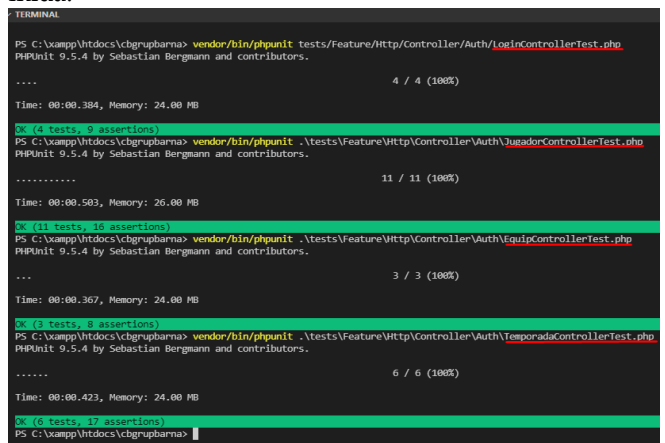 TERMINAL
PS C:\xampp\htdocs\cbgrupbarna> vendor/bin/phpunit tests/Feature/Http/Controller/Auth/LoginControllerTest.php
PHPUnit 9.5.4 by Sebastian Bergmann and contributors.
.... 4 / 4 (100%)
Time: 00:00.384, Memory: 24.00 MB
OK (4 tests, 9 assertions)
PS C:\xampp\htdocs\cbgrupbarna> vendor/bin/phpunit .\tests\Feature\Http\Controller\Auth\JugadorControllerTest.php
PHPUnit 9.5.4 by Sebastian Bergmann and contributors.
........... 11 / 11 (100%)
Time: 00:00.503, Memory: 26.00 MB
OK (11 tests, 16 assertions)
PS C:\xampp\htdocs\cbgrupbarna> vendor/bin/phpunit .\tests\Feature\Http\Controller\Auth\EquipControllerTest.php
PHPUnit 9.5.4 by Sebastian Bergmann and contributors.
... 3 / 3 (100%)
Time: 00:00.367, Memory: 24.00 MB
OK (3 tests, 8 assertions)
PS C:\xampp\htdocs\cbgrupbarna> vendor/bin/phpunit .\tests\Feature\Http\Controller\Auth\TemporadaControllerTest.php
PHPUnit 9.5.4 by Sebastian Bergmann and contributors.
...... 6 / 6 (100%)
Time: 00:00.423, Memory: 24.00 MB
OK (6 tests, 17 assertions)
PS C:\xampp\htdocs\cbgrupbarna>